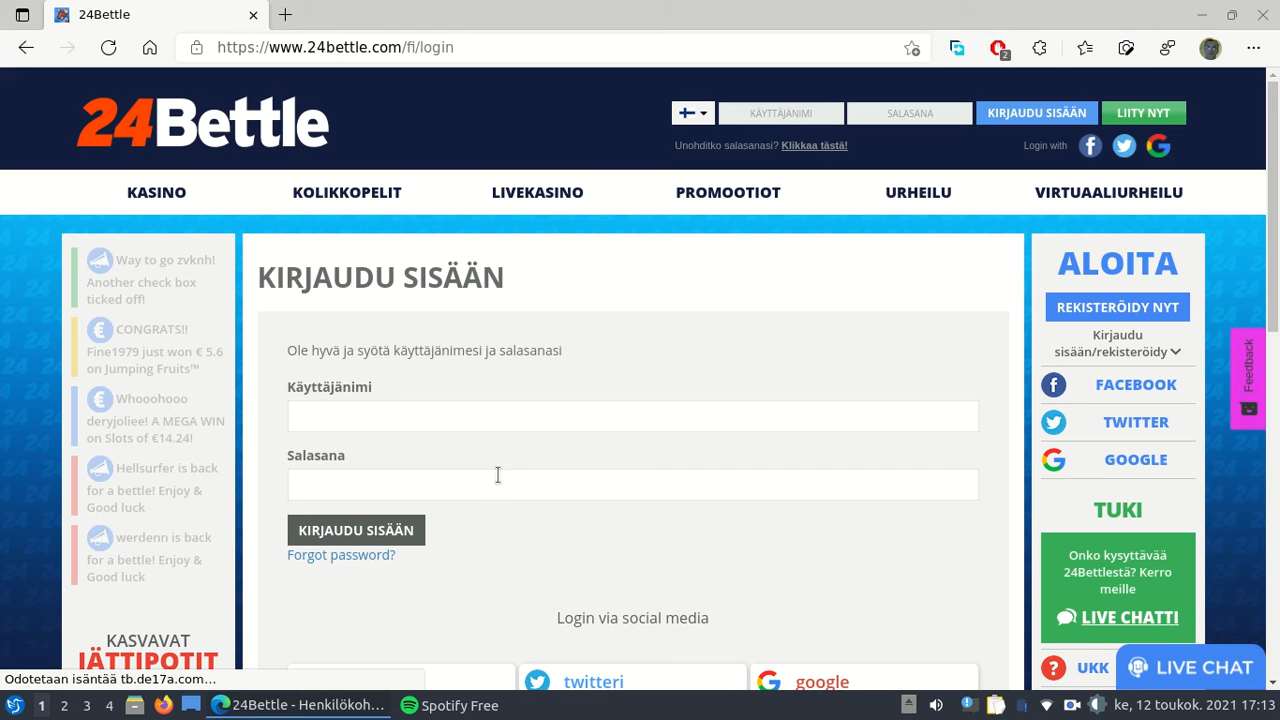 24Bettle
https://www.24bettle.com/fi/login
2
24Bettle
KÄYTTÄJÄNIMI
SALASANA
KIRJAUDU SISÄÄN
LIITY NYT
Unohditko salasanasi? Klikkaa tästä!
Login with
KASINO
KOLIKKOPELIT
LIVEKASINO
PROMOOTIOT
URHEILU
VIRTUAALIURHEILU
Way to go zvknh!
Another check box
ticked off!
CONGRATS!!
Fine1979 just won € 5.6
on Jumping Fruits™
Whooohooo
deryjoliee! A MEGA WIN
on Slots of €14.24!
Hellsurfer is back
for a bettle! Enjoy &
Good luck
werdenn is back
for a bettle! Enjoy &
Good luck
KASVAVAT
JÄTTIPOTIT
KIRJAUDU SISÄÄN
Ole hyvä ja syötä käyttäjänimesi ja salasanasi
Käyttäjänimi
Salasana
KIRJAUDU SISÄÄN
Forgot password?
Login via social media
twitteri
google
ALOITA
REKISTERÖIDY NYT
Kirjaudu
sisään/rekisteröidy
FACEBOOK
TWITTER
GOOGLE
TUKI
Onko kysyttävää
24Bettlestä? Kerro
meille
LIVE CHATTI
UKK
LIVE CHAT
Feedback
Odotetaan isäntää tb.de17a.com...
1 2 3 4
24Bettle - Henkilökoh...
Spotify Free
ke, 12 toukok. 2021 17:13